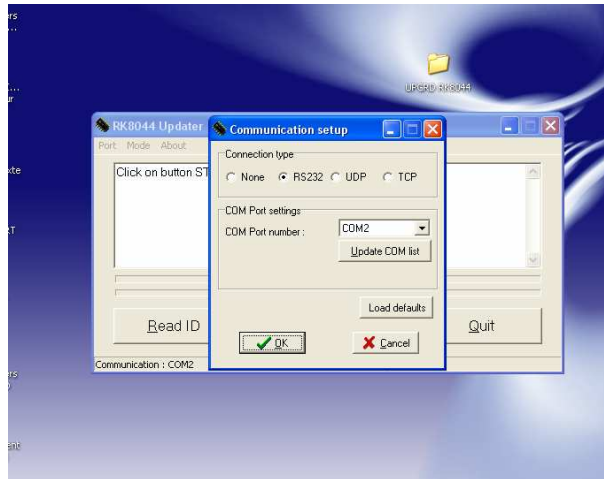 UPGRD RK8044
RK8044 Updater
Port Mode About
Click on button ST
Read ID
Quit
Communication : COM2
Communication setup
Connection type
None RS232 UDP TCP
COM Port settings
COM Port number : COM2
Update COM list
Load defaults
OK
Cancel